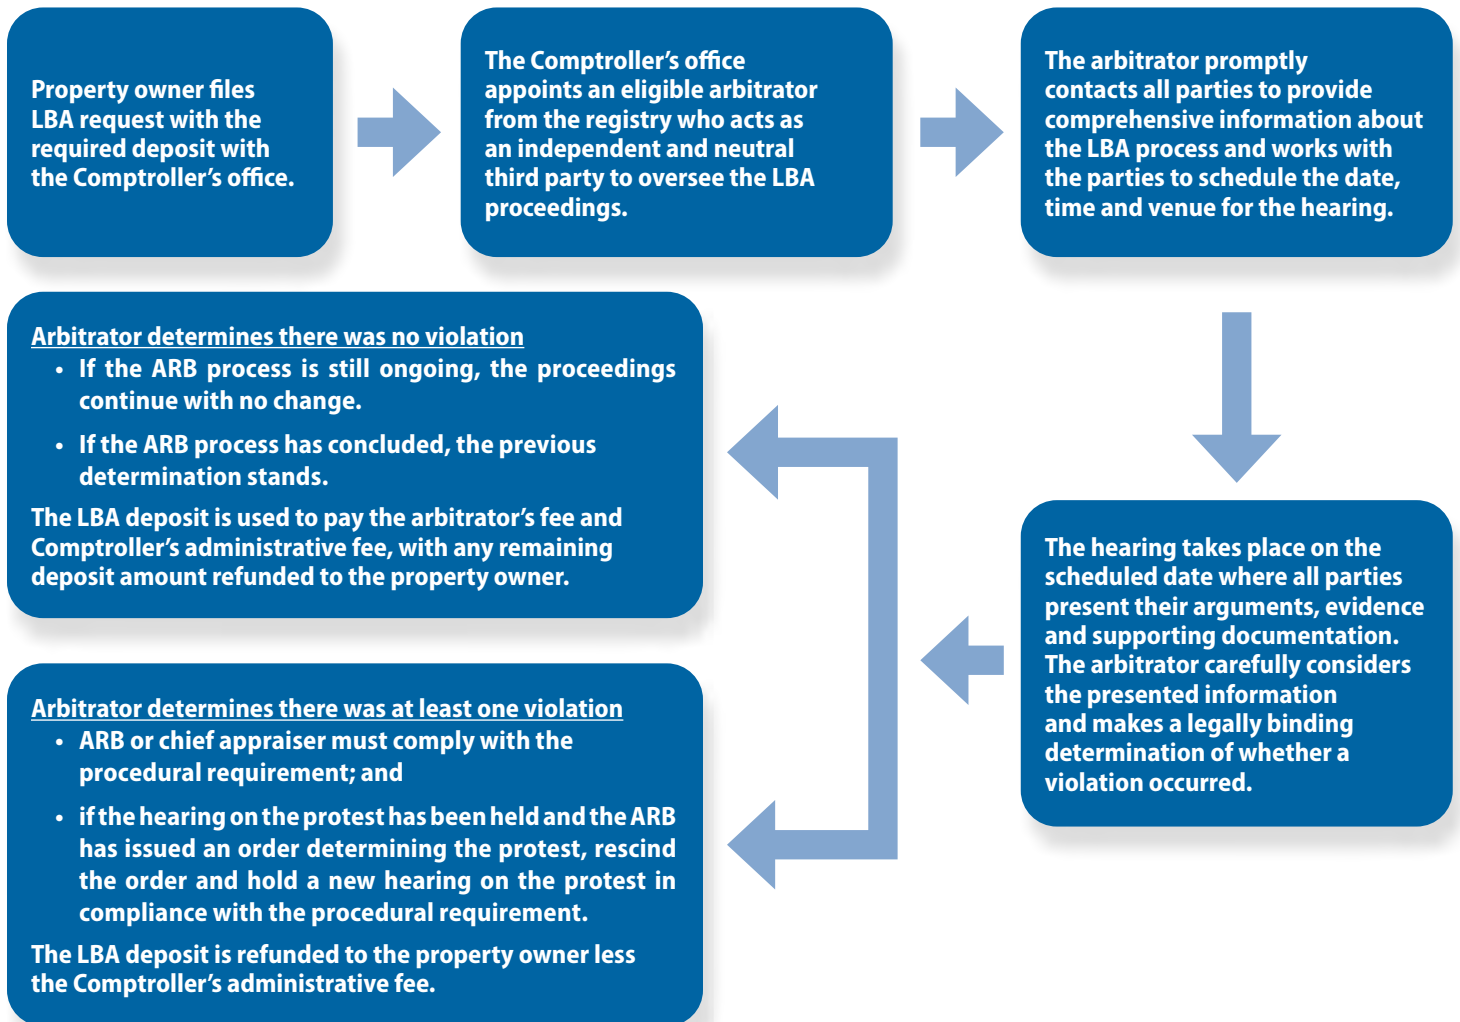 Property owner files
LBA request with the
required deposit with
the Comptroller’s office.
The Comptroller’s office
appoints an eligible arbitrator
from the registry who acts as
an independent and neutral
third party to oversee the LBA
proceedings.
The arbitrator promptly
contacts all parties to provide
comprehensive information about
the LBA process and works with
the parties to schedule the date,
time and venue for the hearing.
The hearing takes place on the
scheduled date where all parties
present their arguments, evidence
and supporting documentation.
The arbitrator carefully considers
the presented information
and makes a legally binding
determination of whether a
violation occurred.
Arbitrator determines there was no violation
• If the ARB process is still ongoing, the proceedings
continue with no change.
• If the ARB process has concluded, the previous
determination stands.
The LBA deposit is used to pay the arbitrator’s fee and
Comptroller’s administrative fee, with any remaining
deposit amount refunded to the property owner.
Arbitrator determines there was at least one violation
• ARB or chief appraiser must comply with the
procedural requirement; and
• if the hearing on the protest has been held and the ARB
has issued an order determining the protest, rescind
the order and hold a new hearing on the protest in
compliance with the procedural requirement.
The LBA deposit is refunded to the property owner less
the Comptroller’s administrative fee.